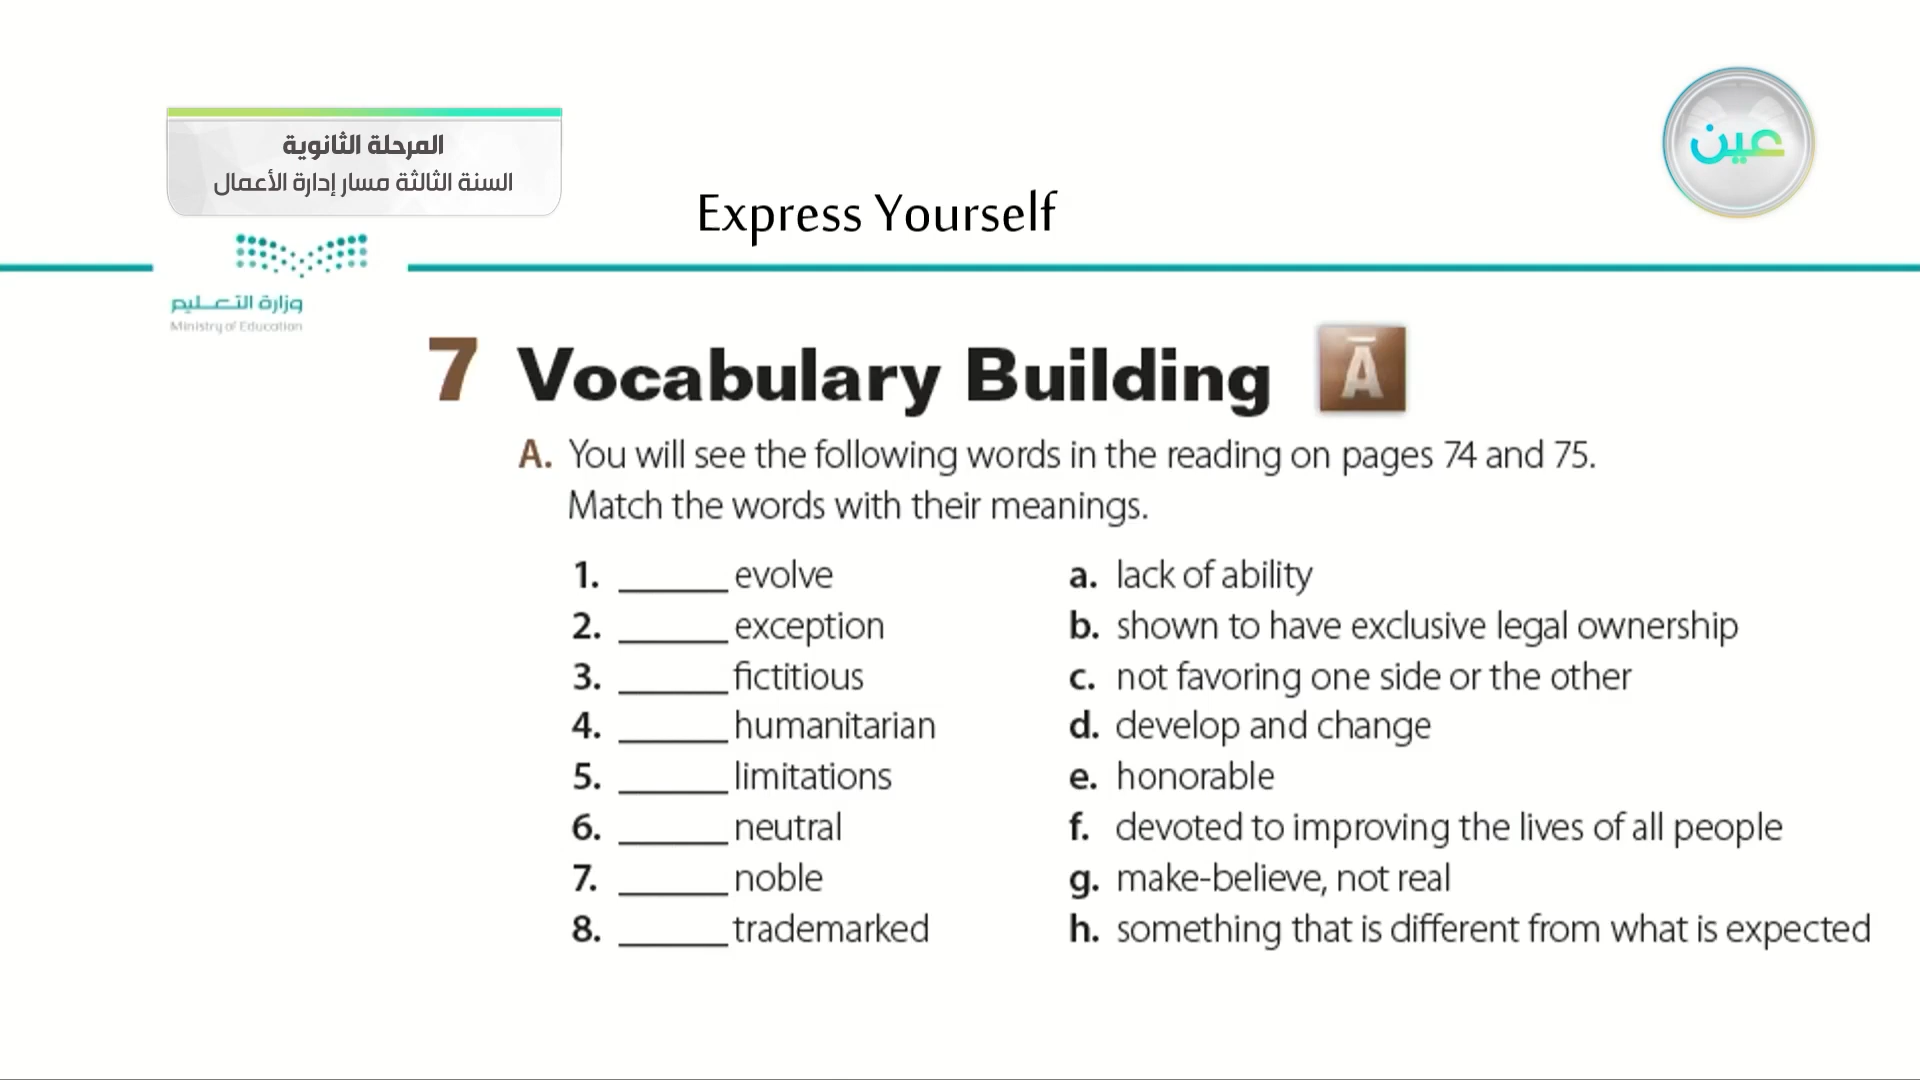 المرحلة الثانوية
السنة الثالثة مسار إدارة الأعمال
عين
Express Yourself
وزارة التعليم
Ministry of Education
7 Vocabulary Building Ā
A. You will see the following words in the reading on pages 74 and 75.
Match the words with their meanings.
1. ______ evolve
2. ______ exception
3. ______ fictitious
4. ______ humanitarian
5. ______ limitations
6. ______ neutral
7. ______ noble
8. ______ trademarked
a. lack of ability
b. shown to have exclusive legal ownership
c. not favoring one side or the other
d. develop and change
e. honorable
f. devoted to improving the lives of all people
g. make-believe, not real
h. something that is different from what is expected